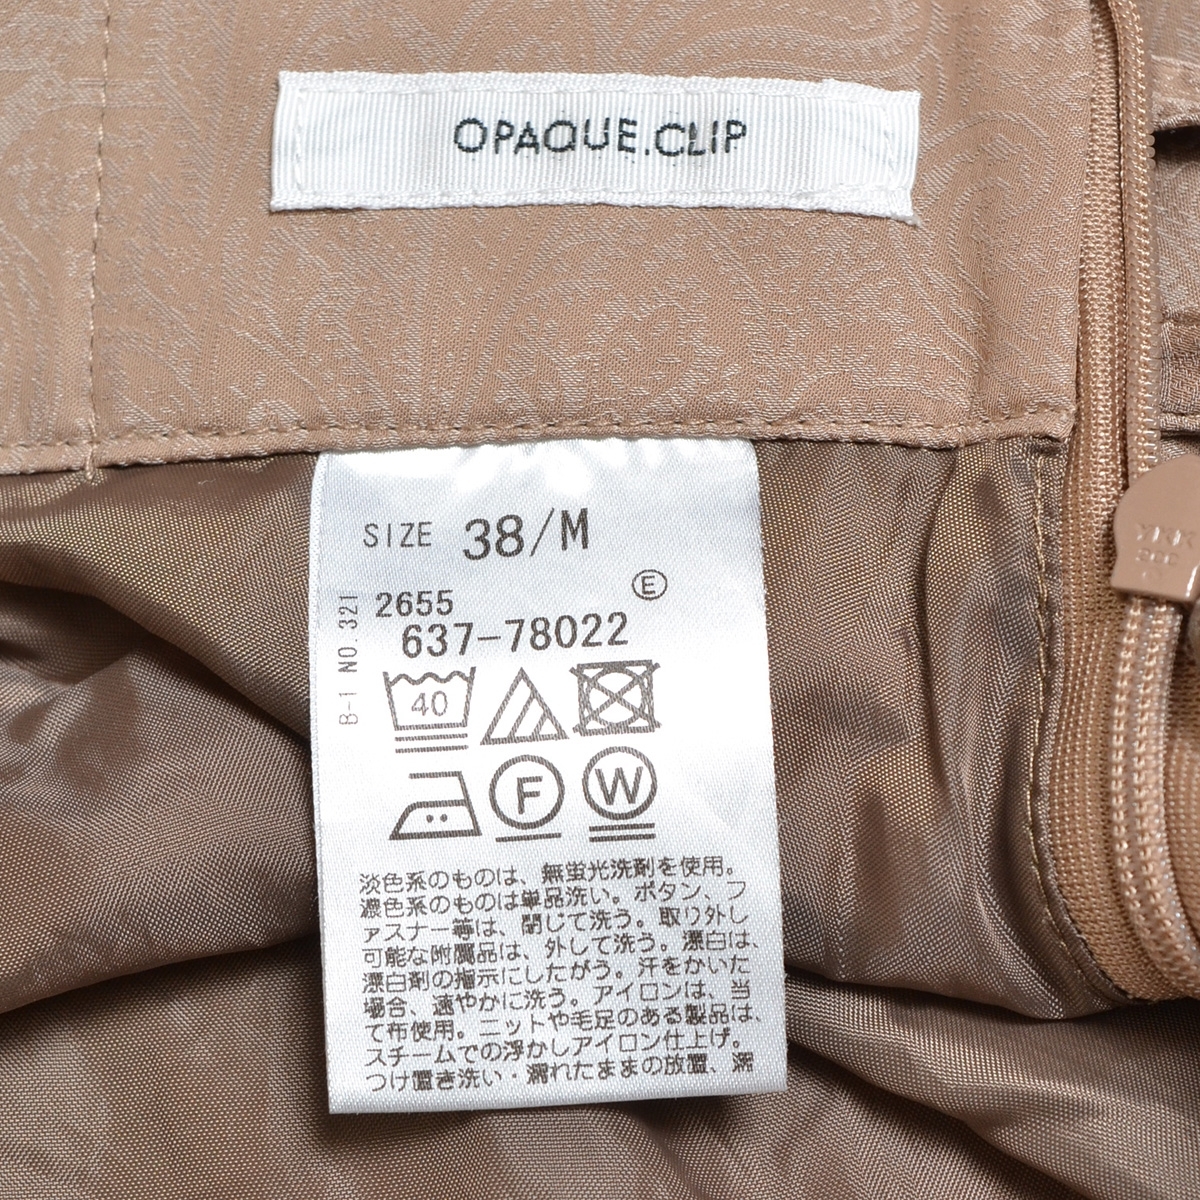 OPAQUE.CLIP
SIZE 38/M
E
2655
637-78022
B-1 NO.321
40
F W
淡色系のものは、無蛍光洗剤を使用。
濃色系のものは単品洗い。ボタン、フ
ァスナー等は、閉じて洗う。取り外し
可能な附属品は、外して洗う。漂白は、
漂白剤の指示にしたがう。汗をかいた
場合、速やかに洗う。アイロンは、当
て布使用。ニットや毛足のある製品は、
スチームでの浮かしアイロン仕上げ。
つけ置き洗い・濡れたままの放置、濡